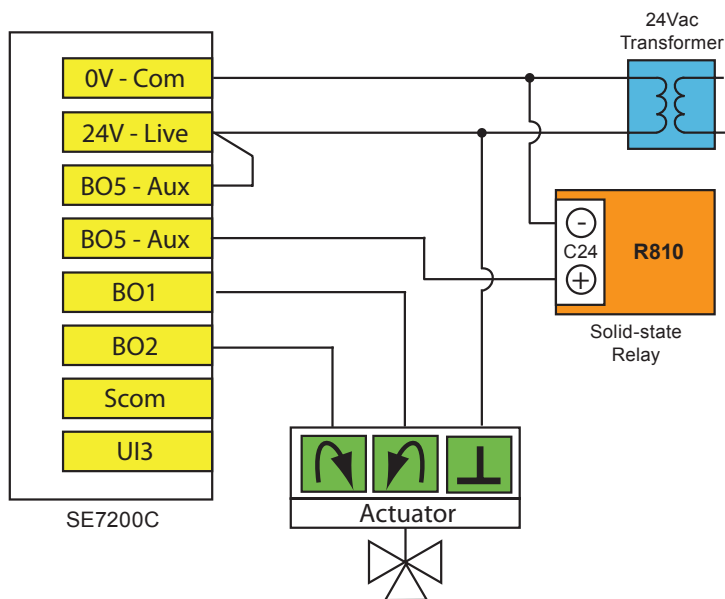 24Vac
Transformer
0V - Com
24V - Live
BO5 - Aux
BO5 - Aux
-
C24
R810
+
BO1
Solid-state
Relay
BO2
Scom
UI3
Actuator
SE7200C